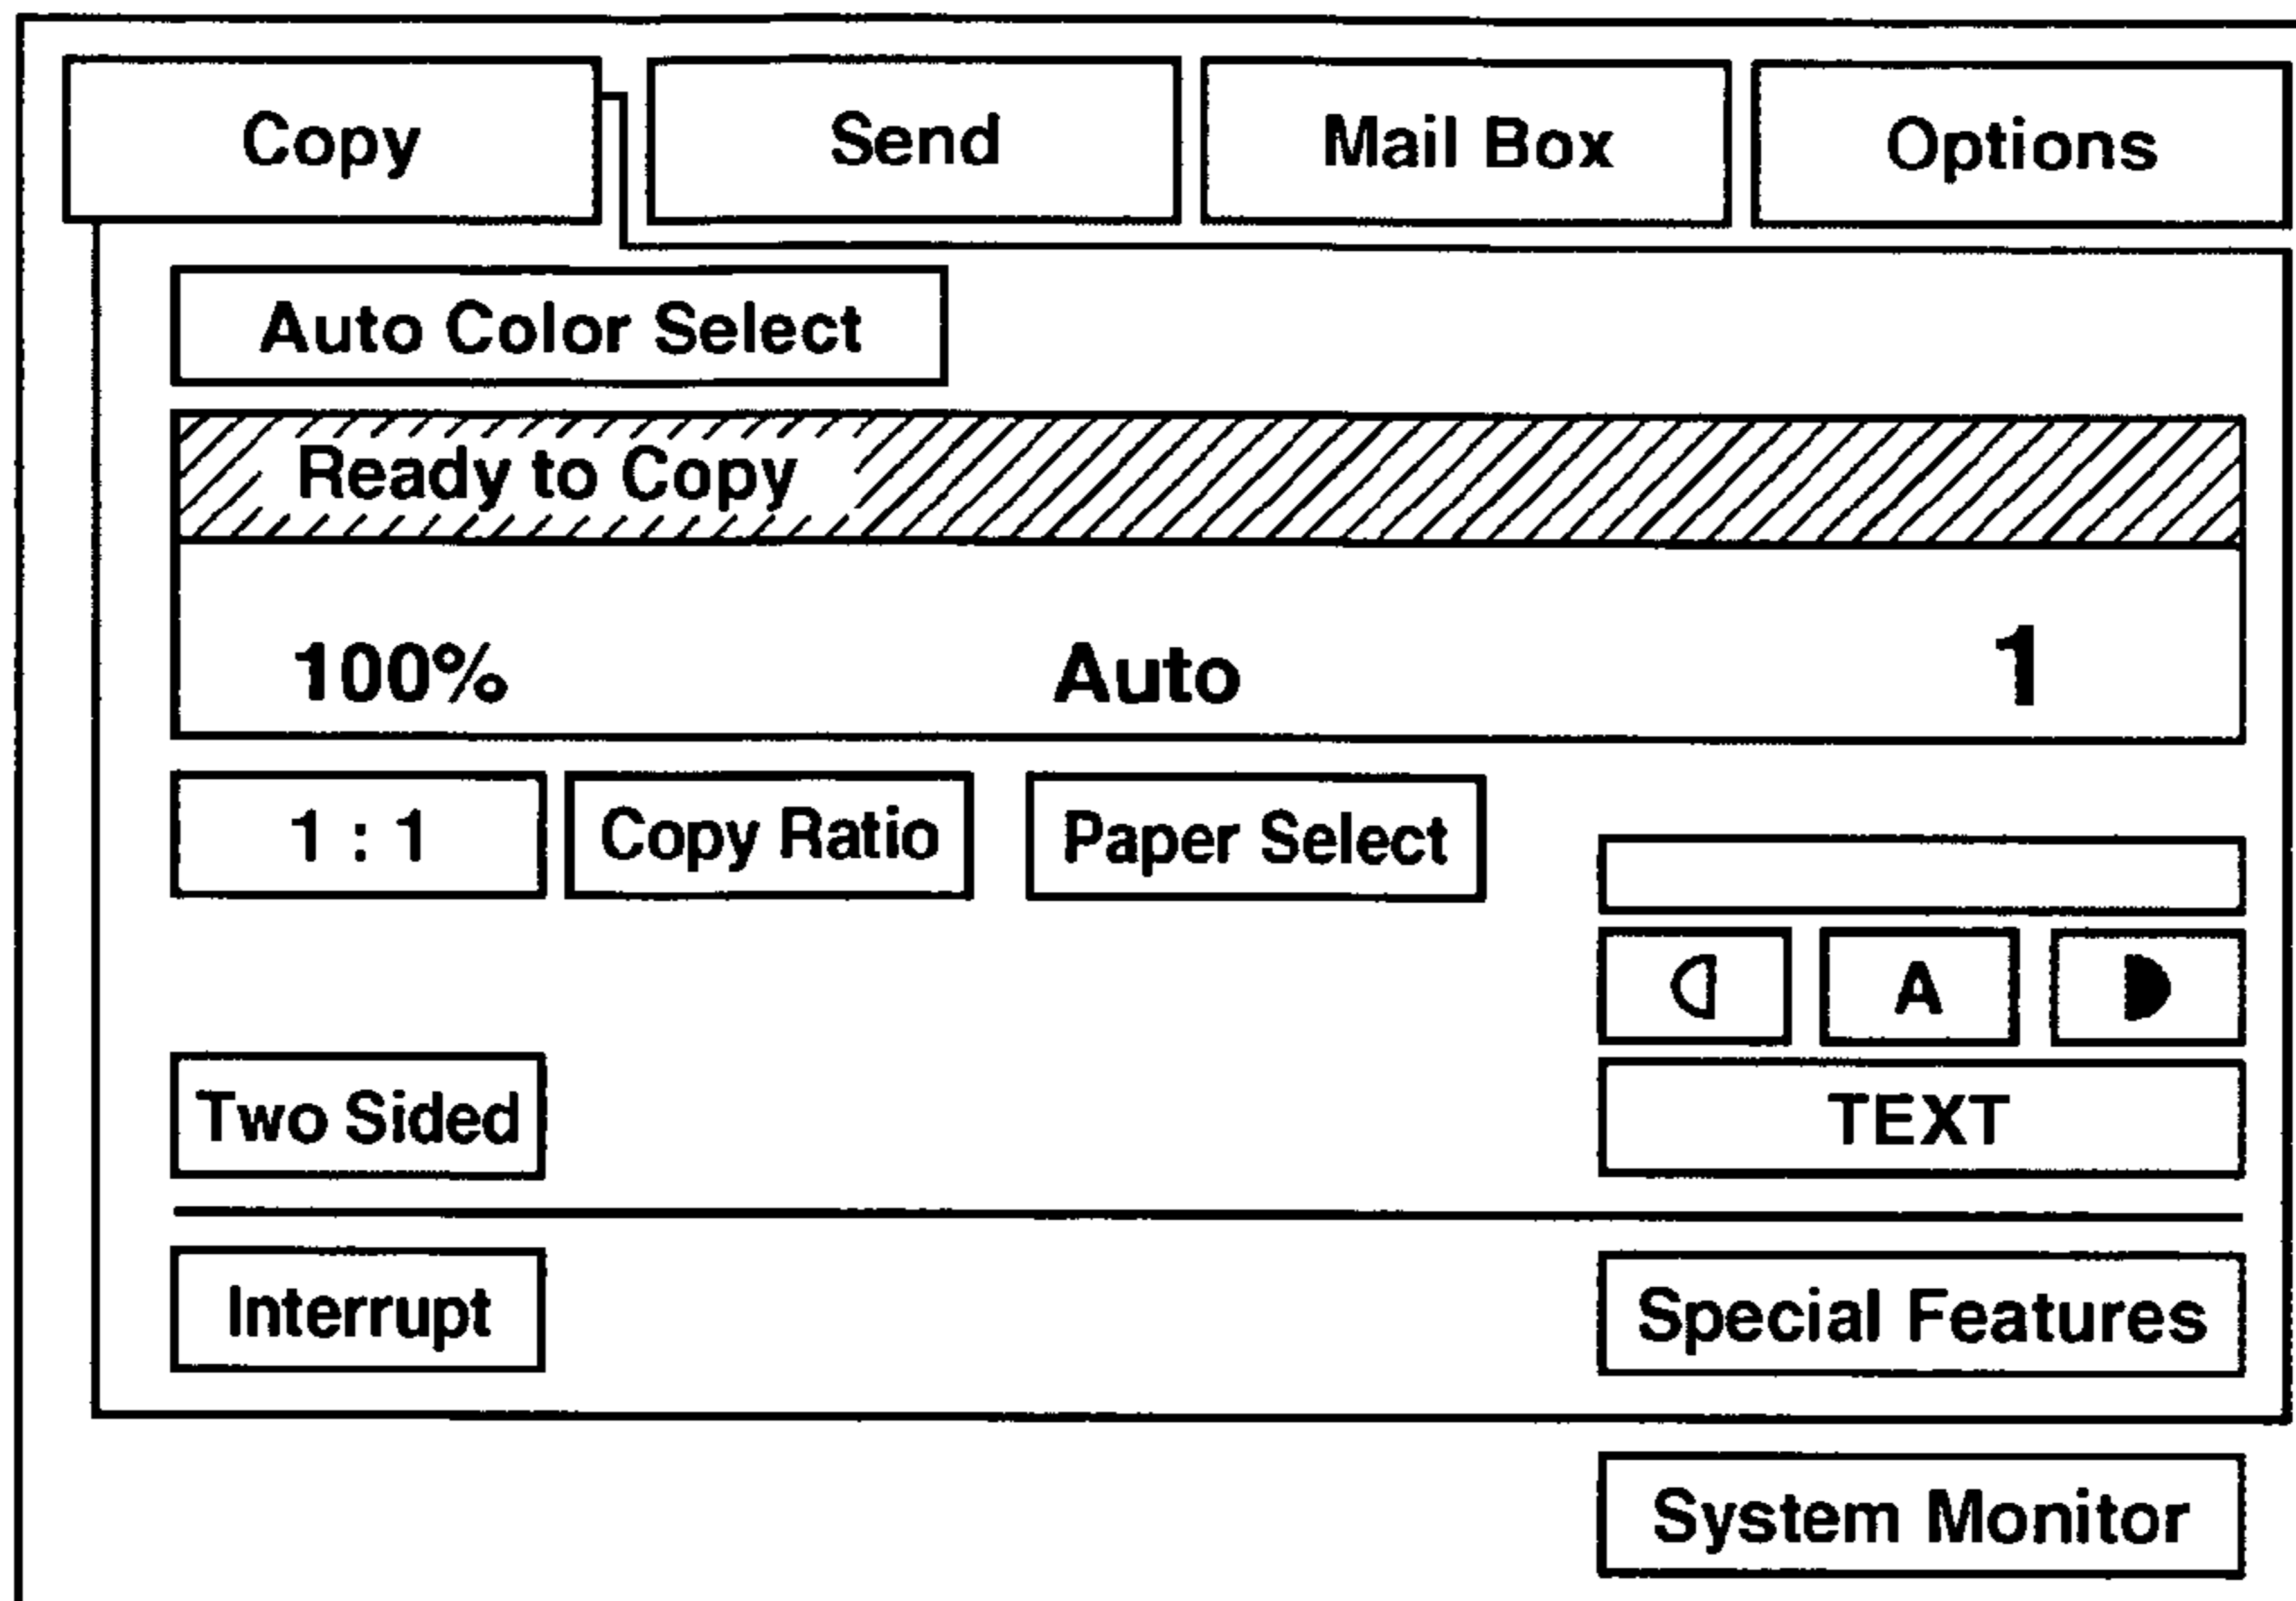 Copy Send Mail Box Options
Auto Color Select
Ready to Copy
100% Auto 1
1 : 1 Copy Ratio Paper Select
A
Two Sided TEXT
Interrupt Special Features
System Monitor